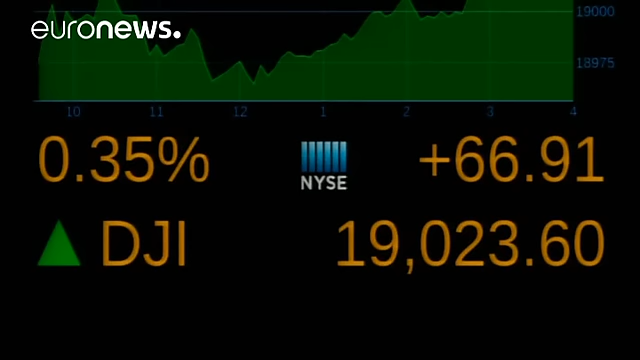 euronews.
19000
18975
10 11 12 1 2 3 4
0.35% NYSE +66.91
DJI 19,023.60